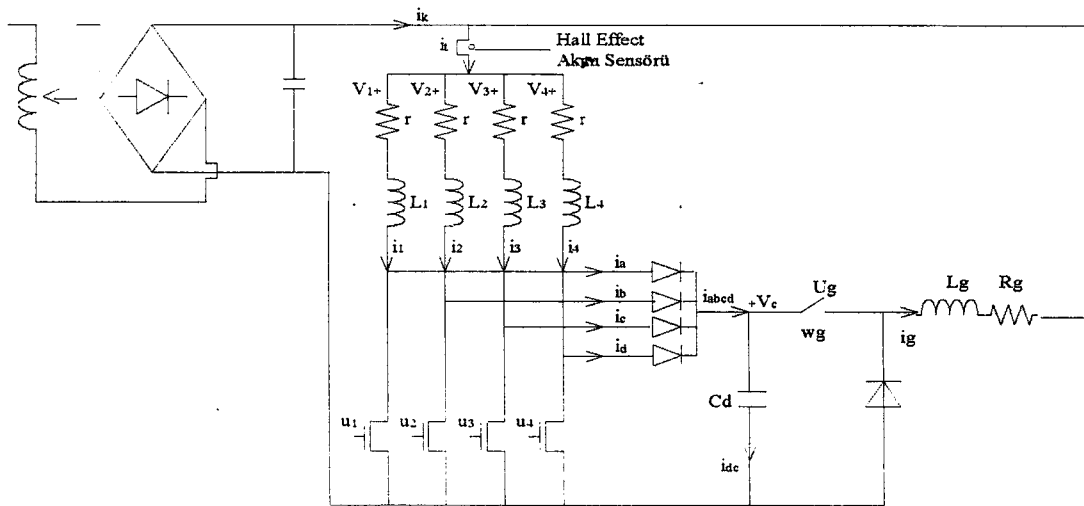 ik
it
Hall Effect
Akım Sensörü
V1+ V2+ V3+ V4+
r r r r
L1 L2 L3 L4
i1 i2 i3 i4
ia
ib
ic
id
iabcd
+Vc
Ug
wg
ig
Lg
Rg
Cd
idc
u1 u2 u3 u4